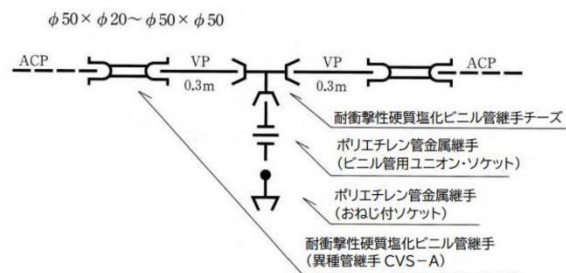 φ50×φ20～φ50×φ50
ACP VP VP ACP
0.3m 0.3m
耐衝撃性硬質塩化ビニル管継手チーズ
ポリエチレン管金属継手
(ビニル管用ユニオン・ソケット)
ポリエチレン管金属継手
(おねじ付ソケット)
耐衝撃性硬質塩化ビニル管継手
(異種管継手 CVS－A)